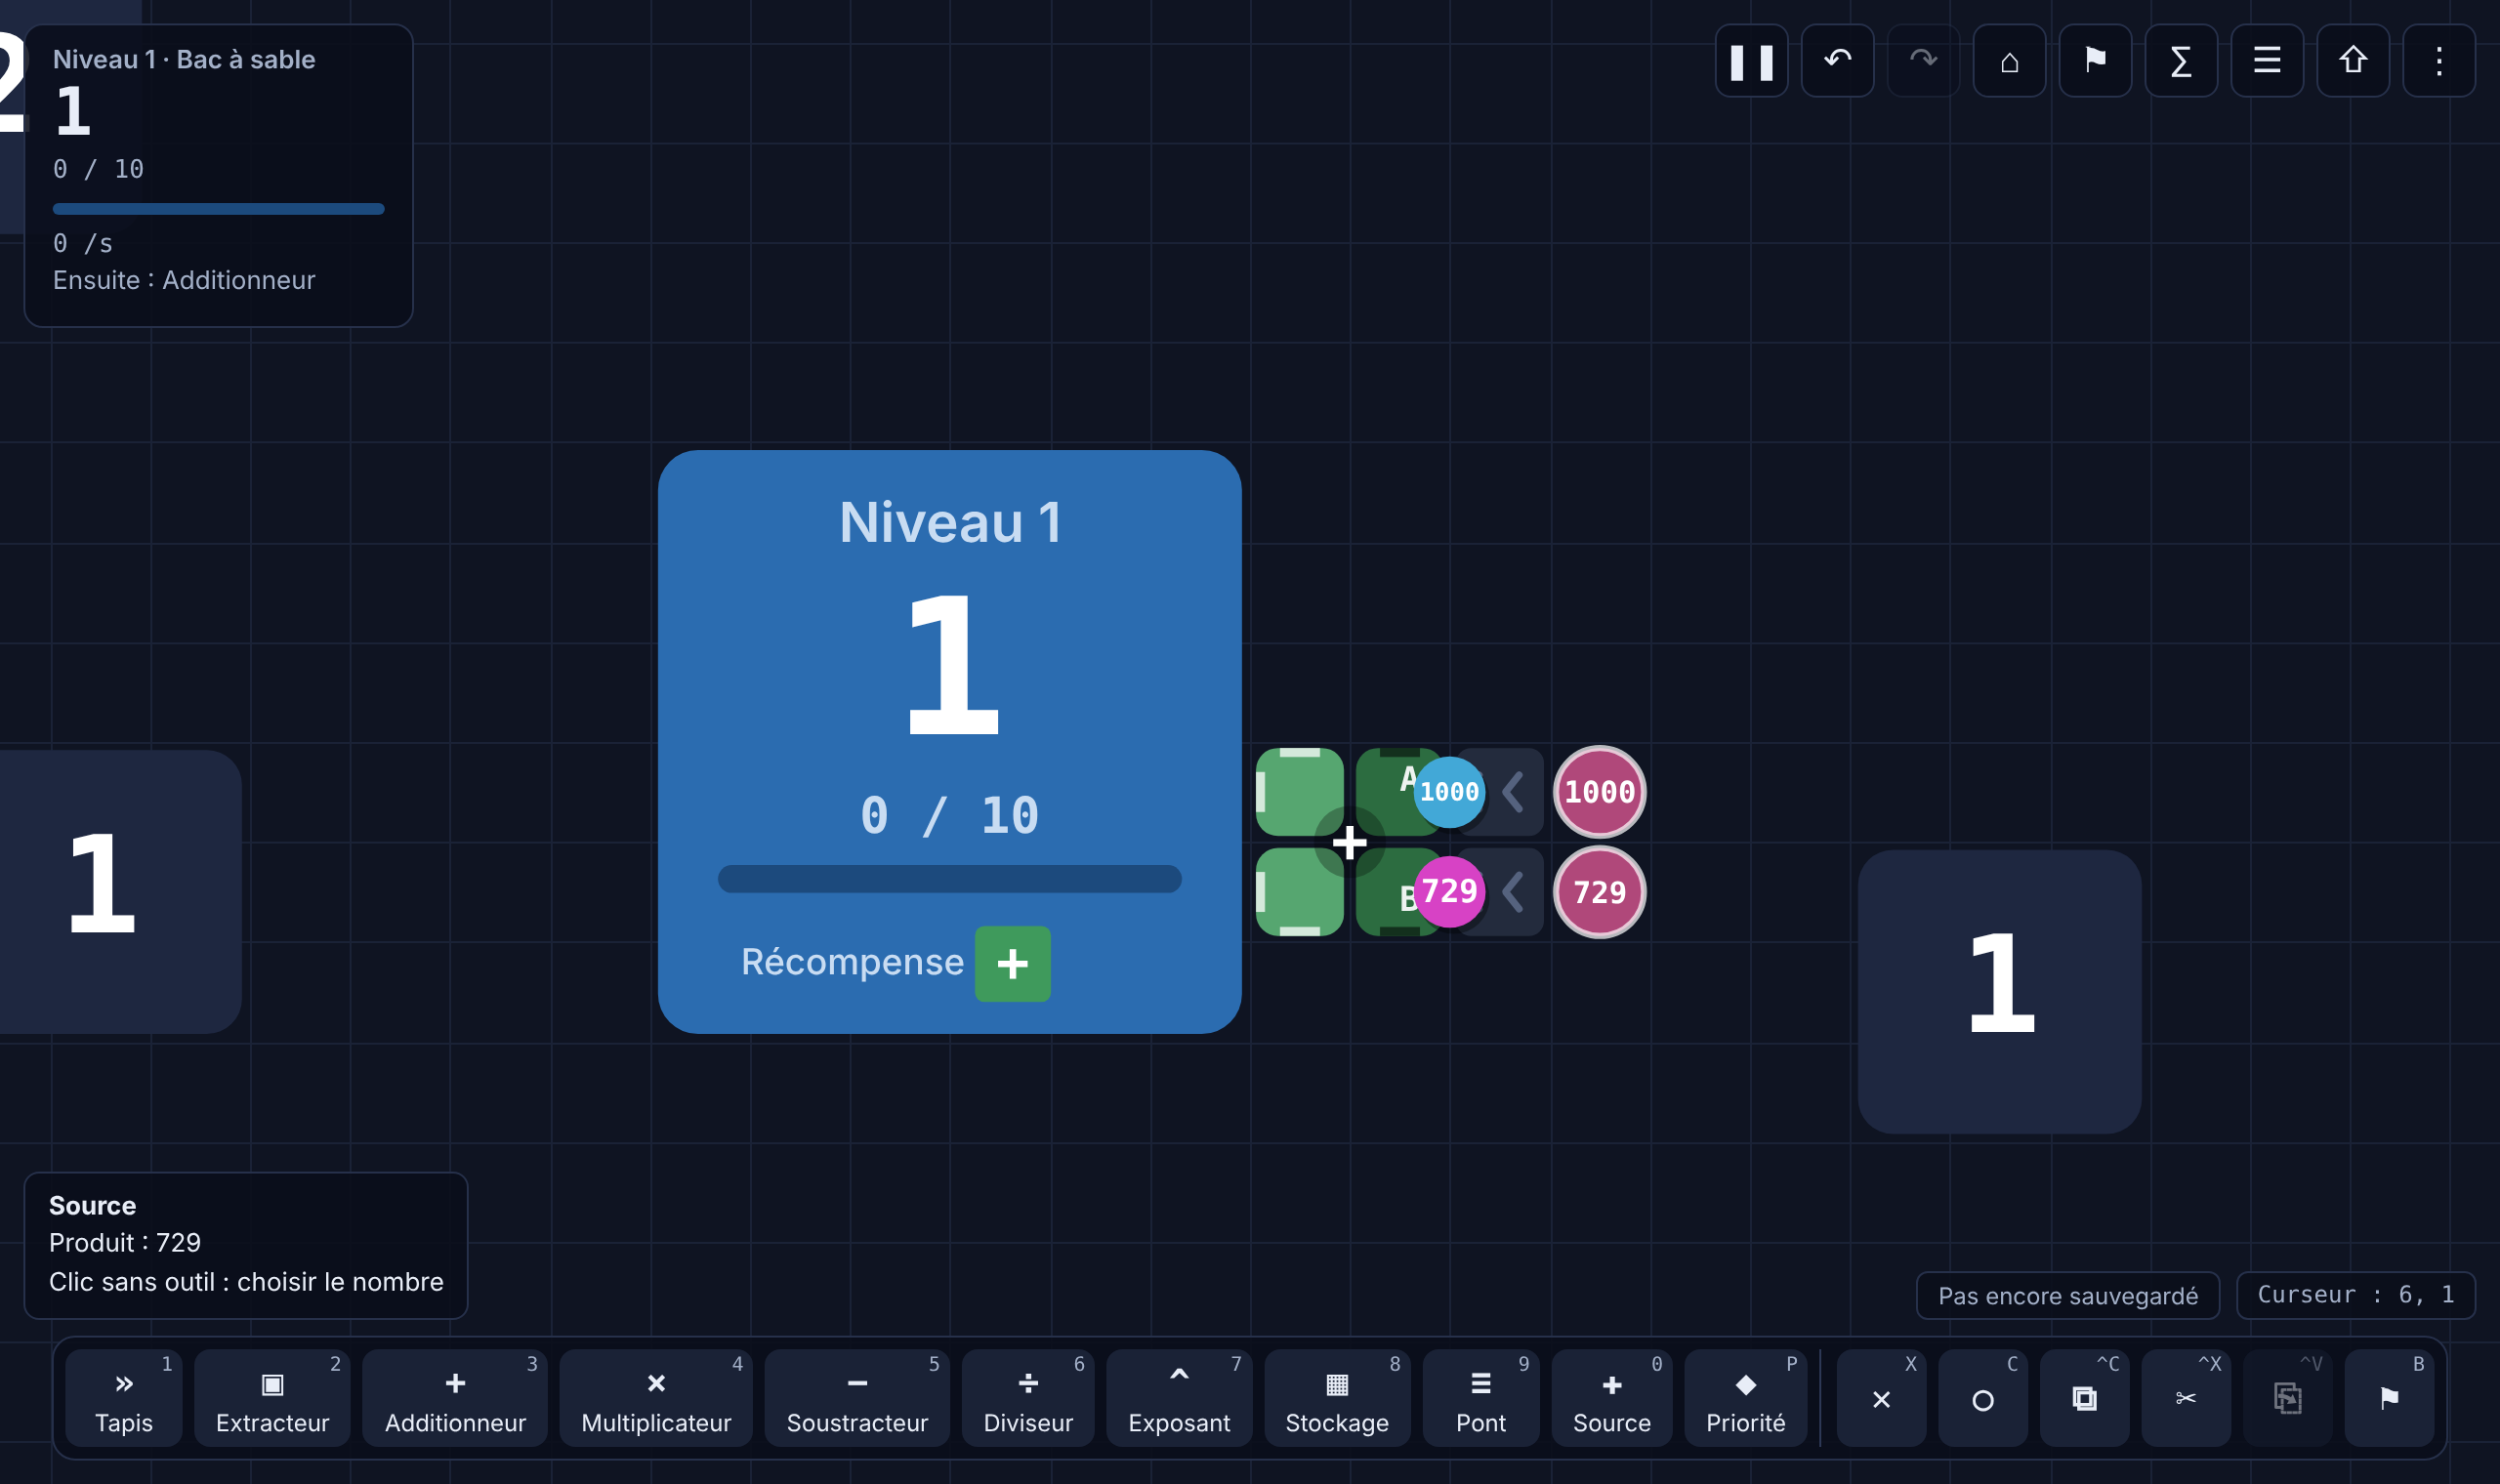 2
Niveau 1 · Bac à sable
1
0 / 10
0 /s
Ensuite : Additionneur
Niveau 1
1
0 / 10
Récompense +
1
A 1000 1000
+
B 729 729
1
Source
Produit : 729
Clic sans outil : choisir le nombre
Pas encore sauvegardé
Curseur : 6, 1
1 2 3 4 5 6 7 8 9 0 P X C ^C ^X ^V B
Tapis Extracteur Additionneur Multiplicateur Soustracteur Diviseur Exposant Stockage Pont Source Priorité